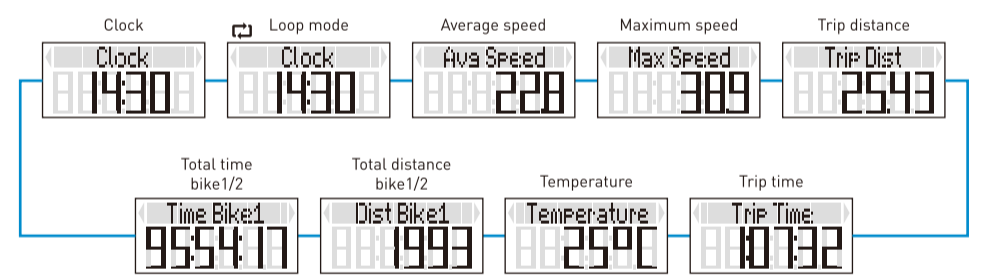 Clock
Loop mode
Average speed
Maximum speed
Trip distance
Clock
14:30
Clock
14:30
Avg Speed
22.8
Max Speed
38.9
Trip Dist
25.43
Total time
bike1/2
Total distance
bike1/2
Temperature
Trip time
Time Bike1
95:54:17
Dist Bike1
1993
Temperature
25°C
Trip Time
1:07:32